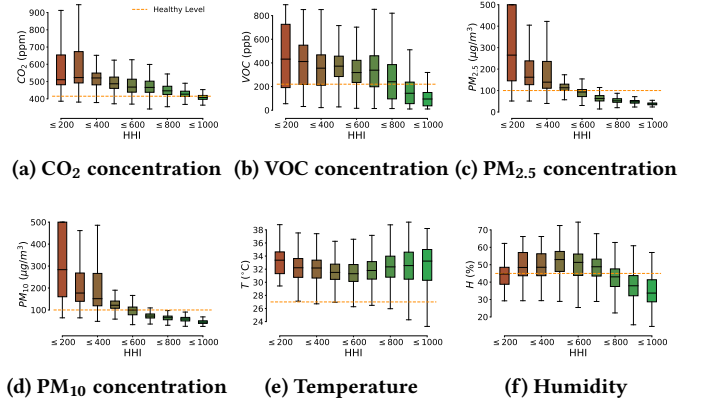 Healthy Level
CO2 (ppm)
900
800
700
600
500
400
≤ 200 ≤ 400 ≤ 600 ≤ 800 ≤ 1000
HHI
VOC (ppb)
800
600
400
200
0
≤ 200 ≤ 400 ≤ 600 ≤ 800 ≤ 1000
HHI
PM2.5 (μg/m³)
500
400
300
200
100
0
≤ 200 ≤ 400 ≤ 600 ≤ 800 ≤ 1000
HHI
(a) CO2 concentration (b) VOC concentration (c) PM2.5 concentration
PM10 (μg/m³)
500
400
300
200
100
≤ 200 ≤ 400 ≤ 600 ≤ 800 ≤ 1000
HHI
T (°C)
38
36
34
32
30
28
26
24
≤ 200 ≤ 400 ≤ 600 ≤ 800 ≤ 1000
HHI
H (%)
70
60
50
40
30
20
≤ 200 ≤ 400 ≤ 600 ≤ 800 ≤ 1000
HHI
(d) PM10 concentration (e) Temperature (f) Humidity